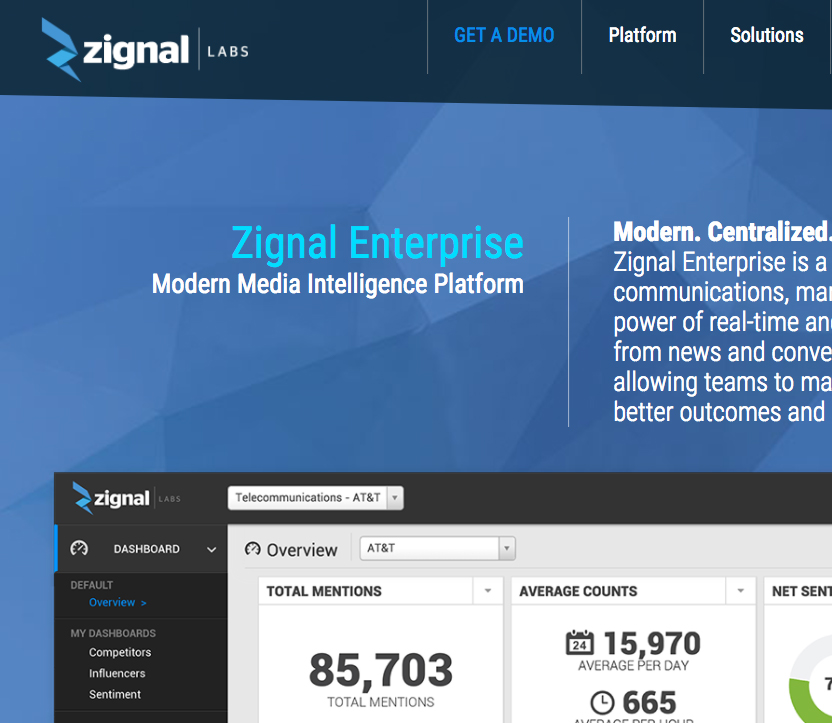 zignal LABS
GET A DEMO
Platform
Solutions
Zignal Enterprise
Modern Media Intelligence Platform
Modern. Centralized.
Zignal Enterprise is a
communications, mar
power of real-time an
from news and conve
allowing teams to ma
better outcomes and
zignal LABS
Telecommunications - AT&T
DASHBOARD
DEFAULT
Overview >
MY DASHBOARDS
Competitors
Influencers
Sentiment
Overview
AT&T
TOTAL MENTIONS
85,703
TOTAL MENTIONS
AVERAGE COUNTS
24
15,970
AVERAGE PER DAY
665
AVERAGE PER HOUR
NET SENT
7